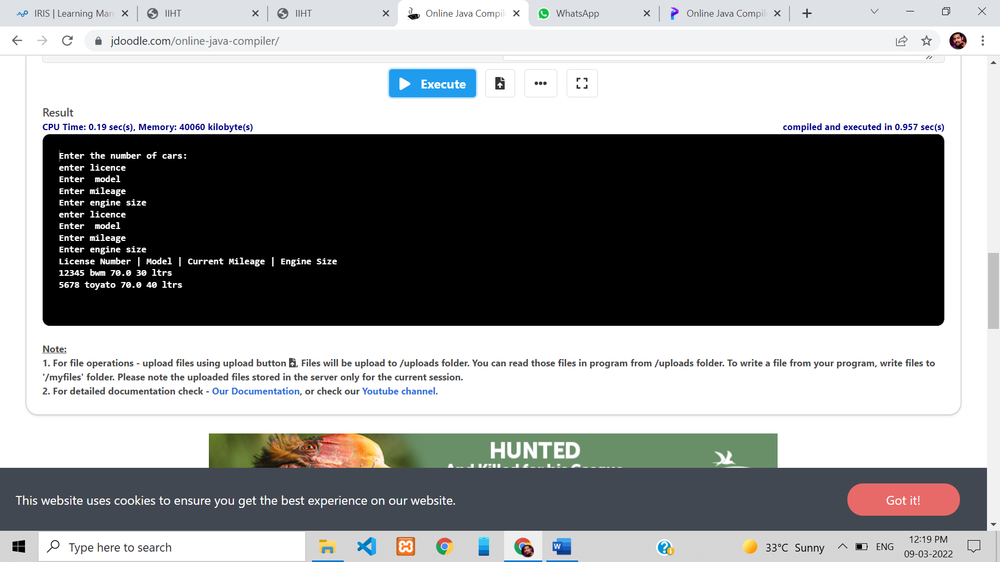 IRIS | Learning Man
IIHT
IIHT
Online Java Compil
WhatsApp
Online Java Compil
jdoodle.com/online-java-compiler/
Execute
Result
CPU Time: 0.19 sec(s), Memory: 40060 kilobyte(s)
compiled and executed in 0.957 sec(s)
Enter the number of cars:
enter licence
Enter  model
Enter mileage
Enter engine size
enter licence
Enter  model
Enter mileage
Enter engine size
License Number | Model | Current Mileage | Engine Size
12345 bwm 70.0 30 ltrs
5678 toyato 70.0 40 ltrs
Note:
1. For file operations - upload files using upload button , Files will be upload to /uploads folder. You can read those files in program from /uploads folder. To write a file from your program, write files to
'/myfiles' folder. Please note the uploaded files stored in the server only for the current session.
2. For detailed documentation check - Our Documentation, or check our Youtube channel.
HUNTED
And Killed for his Casque
This website uses cookies to ensure you get the best experience on our website.
Got it!
Type here to search
33°C Sunny
ENG
12:19 PM
09-03-2022